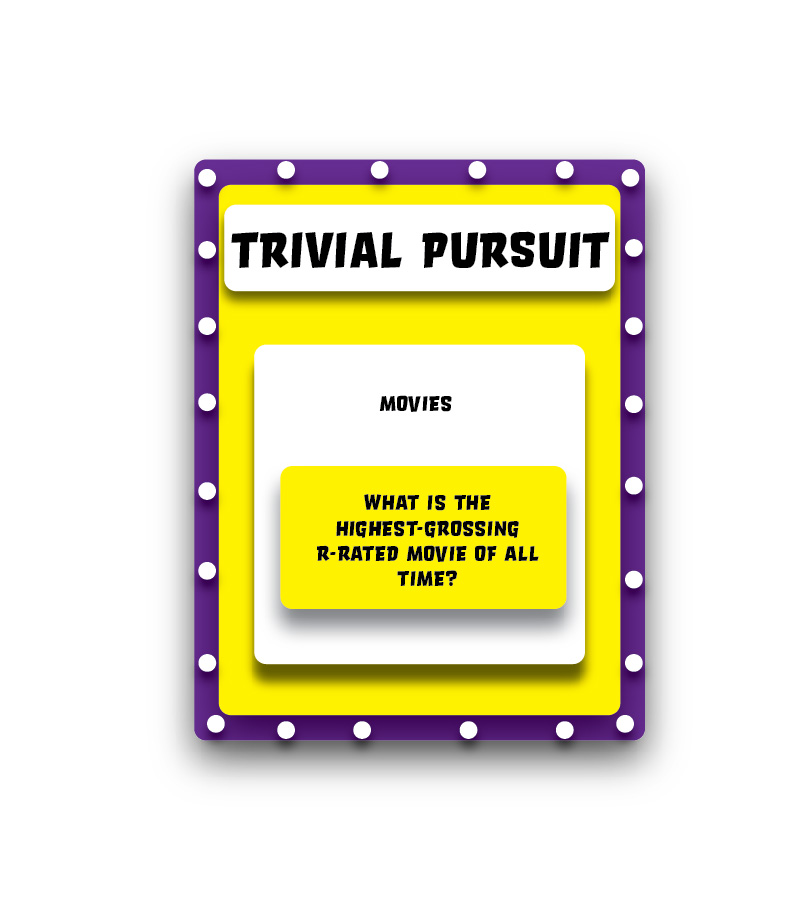 TRIVIAL PURSUIT
MOVIES
WHAT IS THE
HIGHEST-GROSSING
R-RATED MOVIE OF ALL
TIME?